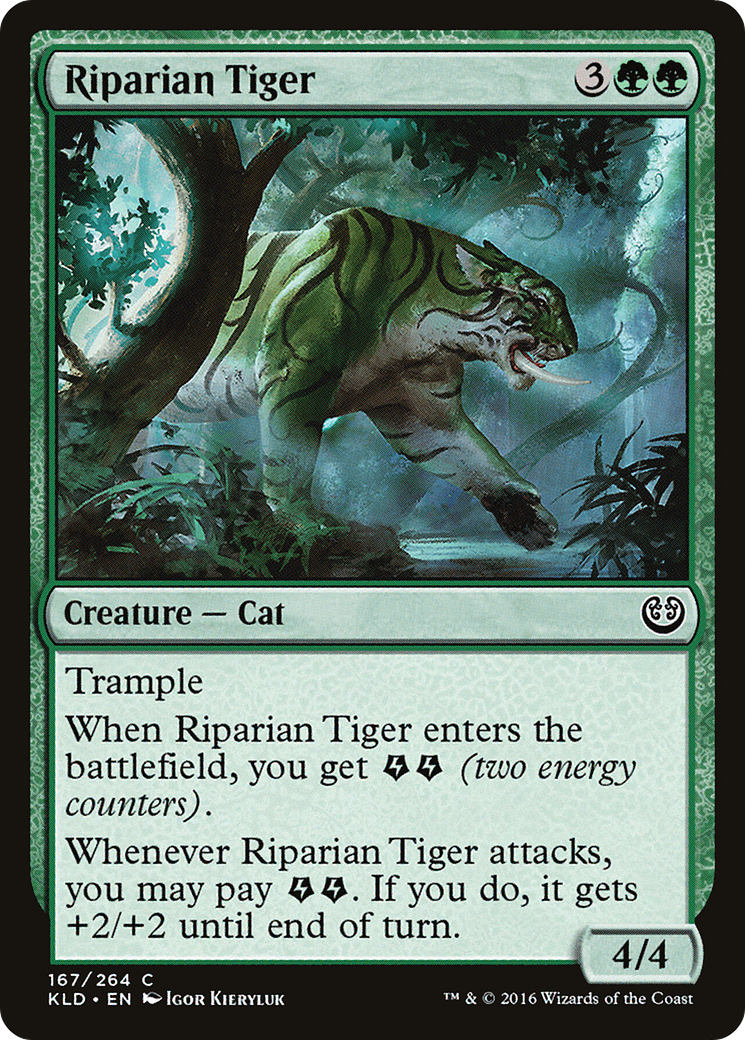 Riparian Tiger 3
Creature — Cat
Trample
When Riparian Tiger enters the
battlefield, you get (two energy
counters).
Whenever Riparian Tiger attacks,
you may pay . If you do, it gets
+2/+2 until end of turn.
4/4
167/264 C
KLD • EN Igor Kieryluk
™ & © 2016 Wizards of the Coast